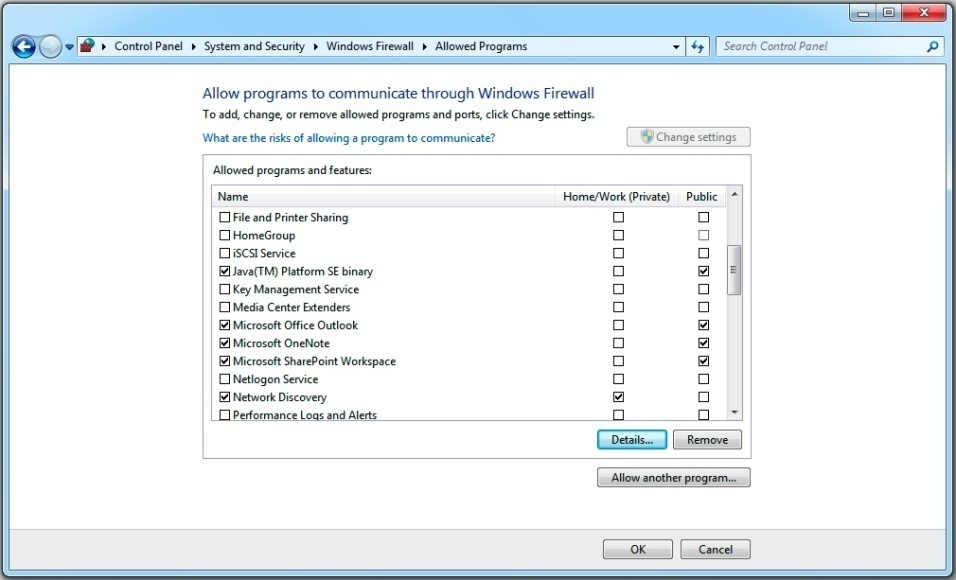 Control Panel System and Security Windows Firewall Allowed Programs Search Control Panel
Allow programs to communicate through Windows Firewall
To add, change, or remove allowed programs and ports, click Change settings.
What are the risks of allowing a program to communicate? Change settings
Allowed programs and features:
Name Home/Work (Private) Public
File and Printer Sharing
HomeGroup
iSCSI Service
Java(TM) Platform SE binary
Key Management Service
Media Center Extenders
Microsoft Office Outlook
Microsoft OneNote
Microsoft SharePoint Workspace
Netlogon Service
Network Discovery
Performance Logs and Alerts
Details... Remove
Allow another program...
OK Cancel